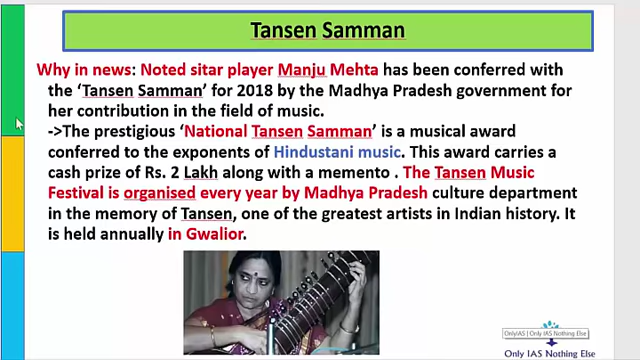 Tansen Samman
Why in news: Noted sitar player Manju Mehta has been conferred with
the ‘Tansen Samman’ for 2018 by the Madhya Pradesh government for
her contribution in the field of music.
->The prestigious ‘National Tansen Samman’ is a musical award
conferred to the exponents of Hindustani music. This award carries a
cash prize of Rs. 2 Lakh along with a memento . The Tansen Music
Festival is organised every year by Madhya Pradesh culture department
in the memory of Tansen, one of the greatest artists in Indian history. It
is held annually in Gwalior.
OnlyIAS | Only IAS Nothing Else
Only IAS Nothing Else